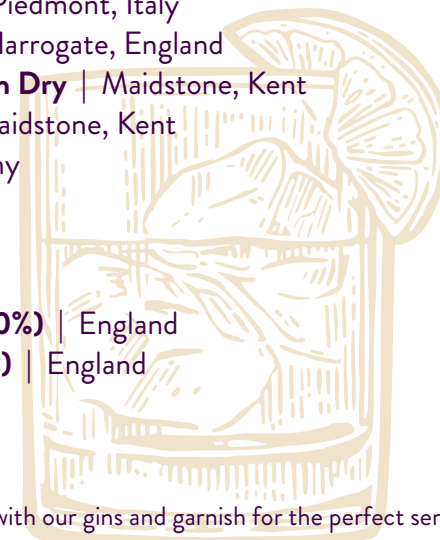 Piedmont, Italy
Harrogate, England
n Dry | Maidstone, Kent
aidstone, Kent
ny
0%) | England
) | England
with our gins and garnish for the perfect ser